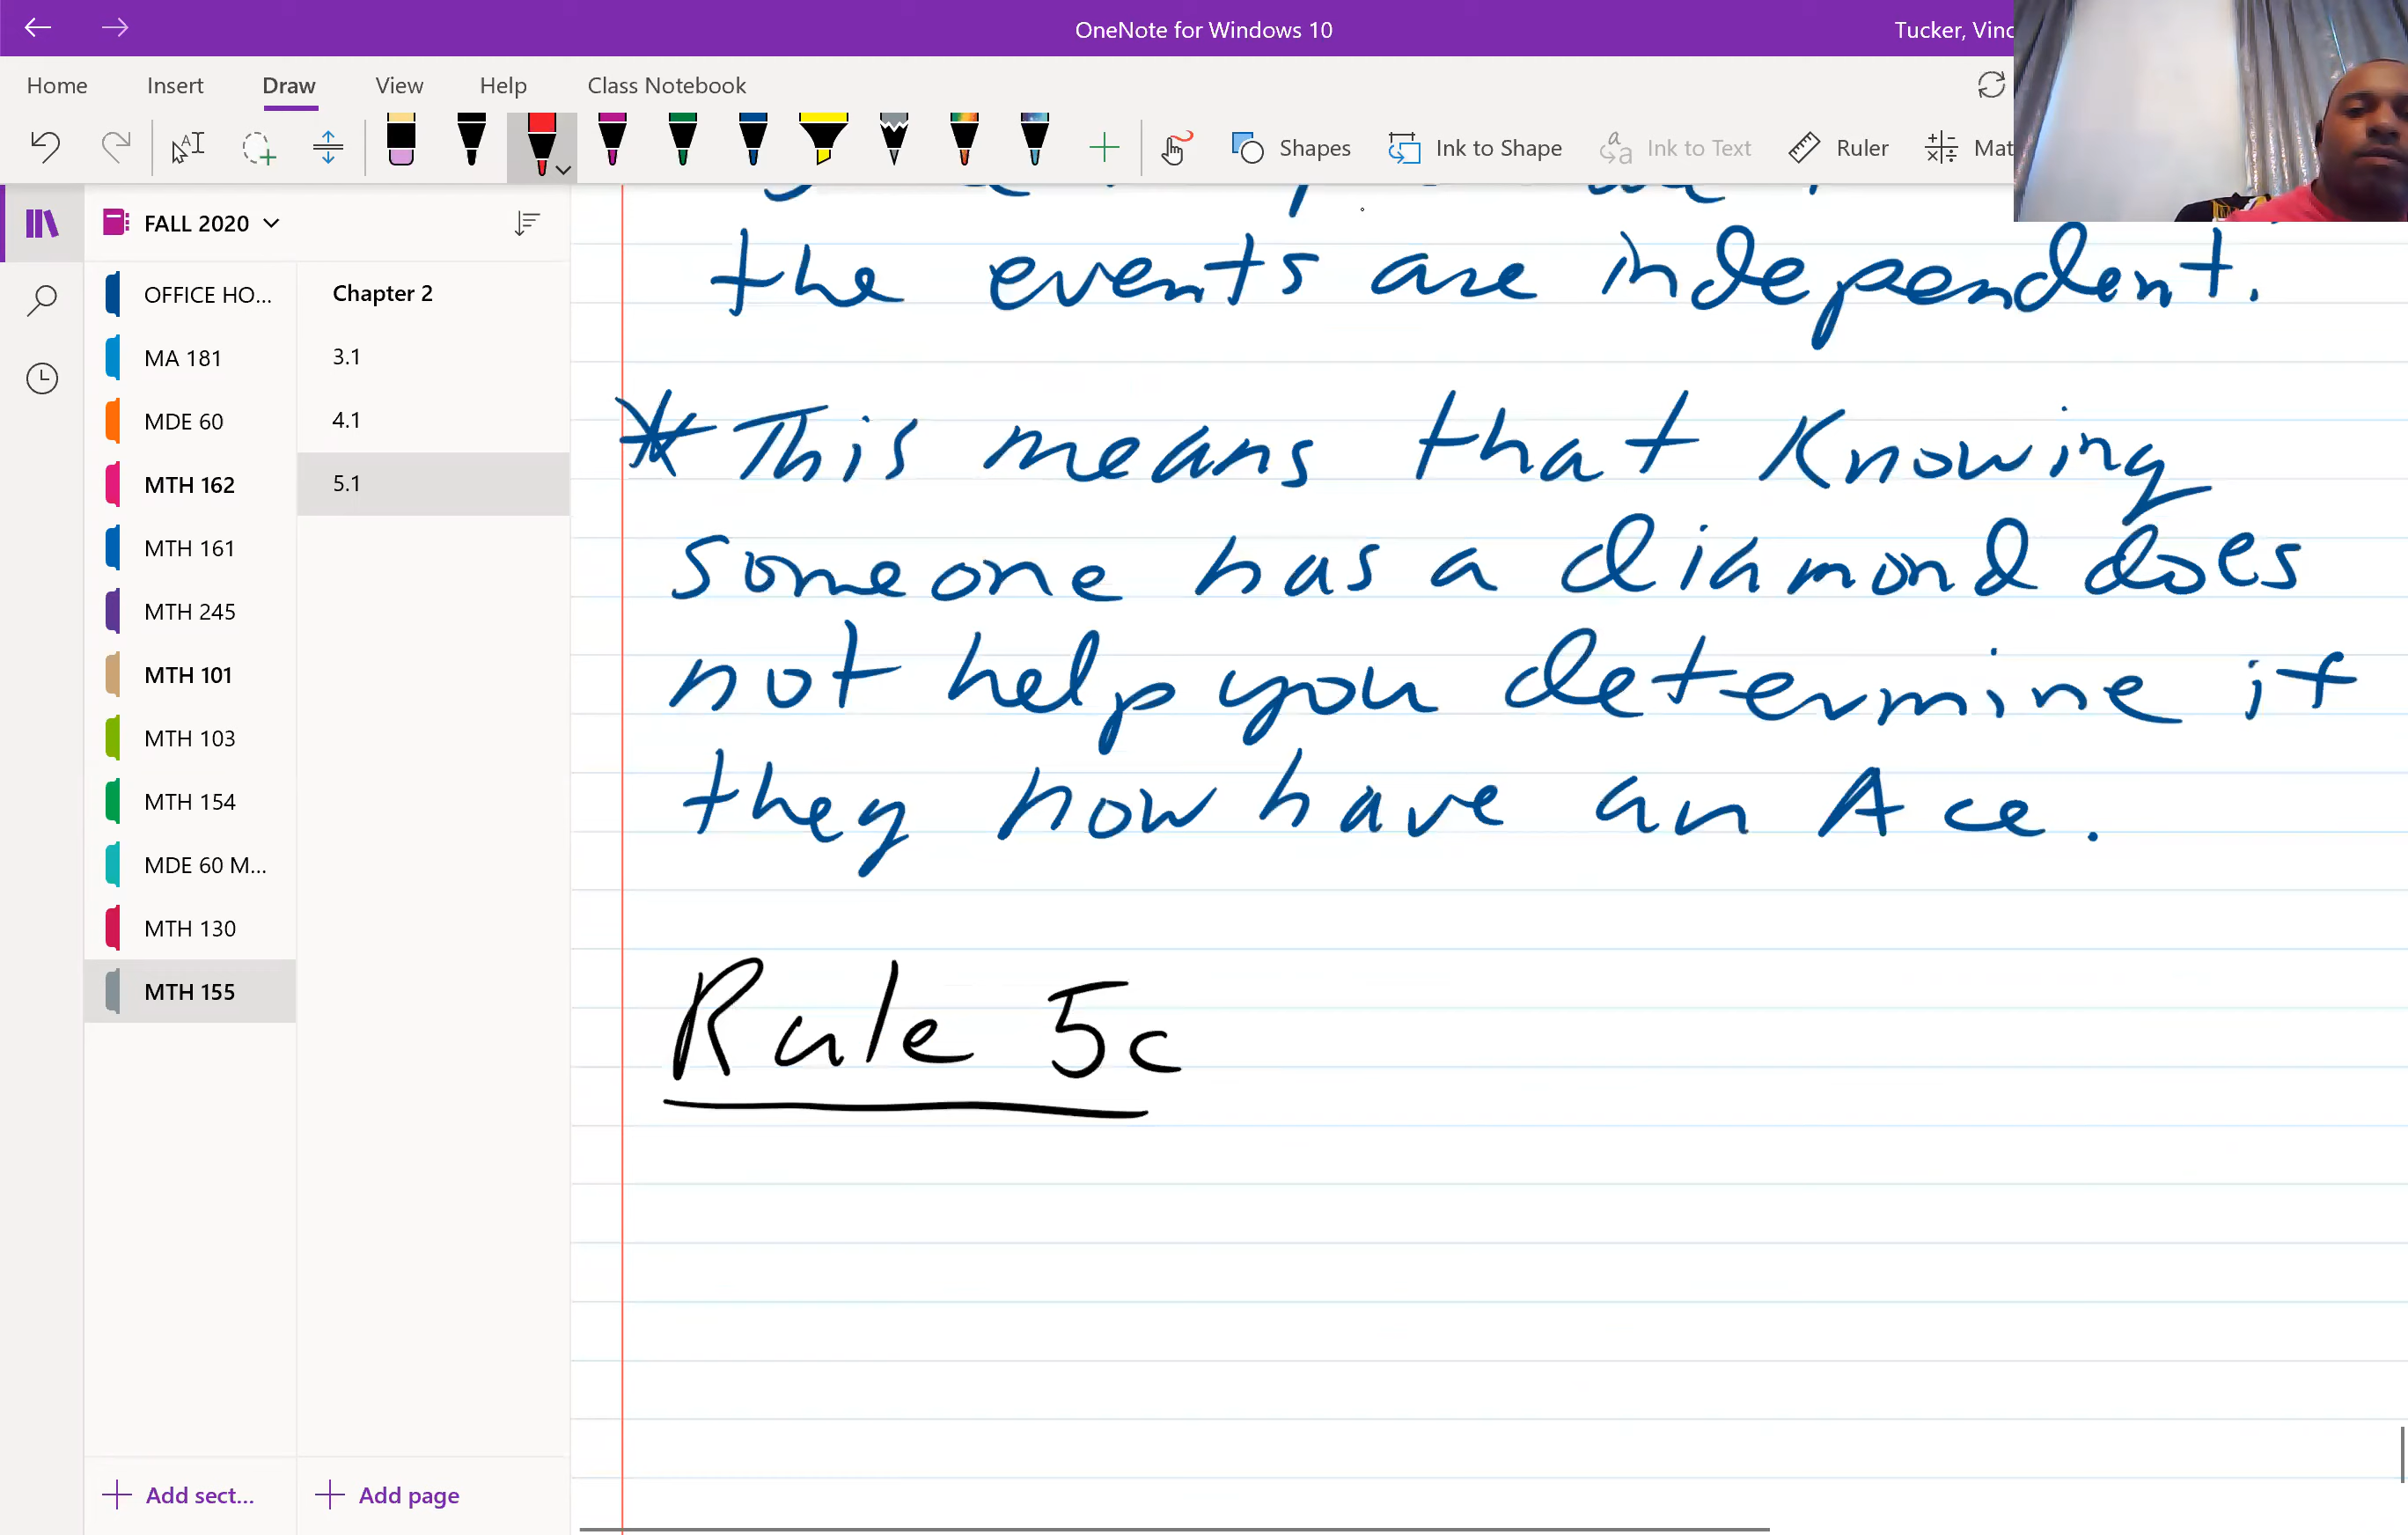 OneNote for Windows 10
Tucker, Vinc
Home Insert Draw View Help Class Notebook
Shapes Ink to Shape Ink to Text Ruler Mat
FALL 2020
OFFICE HO...
MA 181
MDE 60
MTH 162
MTH 161
MTH 245
MTH 101
MTH 103
MTH 154
MDE 60 M...
MTH 130
MTH 155
Add sect...
Chapter 2
3.1
4.1
5.1
Add page
the events are independent.
* This means that Knowing
someone has a diamond does
not help you determine if
they now have an Ace.
Rule 5c